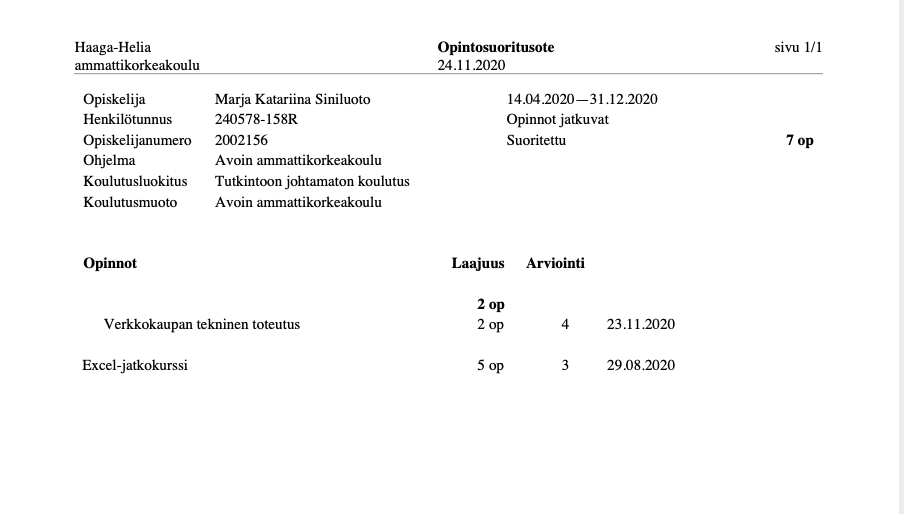 Haaga-Helia Opintosuoritusote sivu 1/1
ammattikorkeakoulu 24.11.2020
Opiskelija Marja Katariina Siniluoto 14.04.2020—31.12.2020
Henkilötunnus 240578-158R Opinnot jatkuvat
Opiskelijanumero 2002156 Suoritettu 7 op
Ohjelma Avoin ammattikorkeakoulu
Koulutusluokitus Tutkintoon johtamaton koulutus
Koulutusmuoto Avoin ammattikorkeakoulu
Opinnot Laajuus Arviointi
2 op
Verkkokaupan tekninen toteutus 2 op 4 23.11.2020
Excel-jatkokurssi 5 op 3 29.08.2020